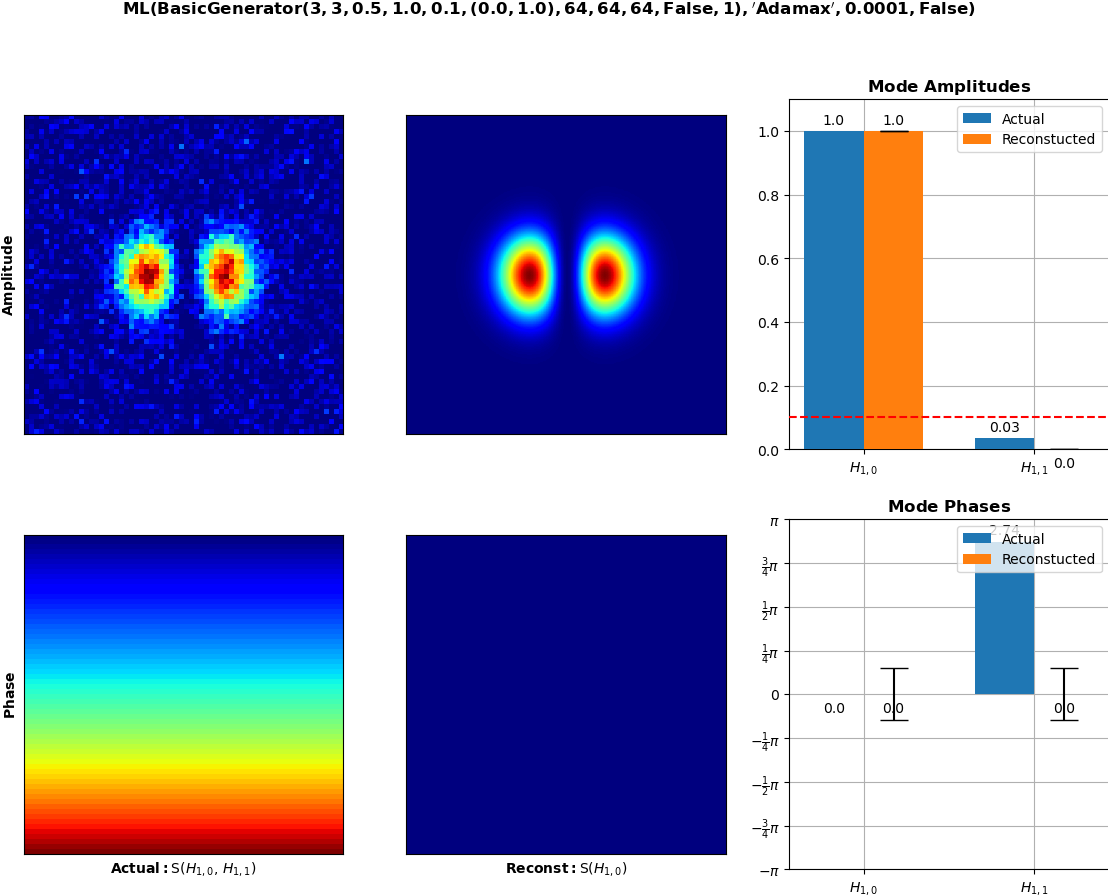 ML(BasicGenerator(3, 3, 0.5, 1.0, 0.1, (0.0, 1.0), 64, 64, 64, False, 1), ′Adamax′, 0.0001, False)
Mode Amplitudes
1.0 1.0
Actual
Reconstucted
1.0
0.8
0.6
0.4
0.2
0.0
0.03
0.0
H1,0 H1,1
Amplitude
Mode Phases
2.74
Actual
Reconstucted
π
3/4π
1/2π
1/4π
0
−1/4π
−1/2π
−3/4π
−π
0.0 0.0 0.0
H1,0 H1,1
Phase
Actual: S(H1,0, H1,1)
Reconst: S(H1,0)